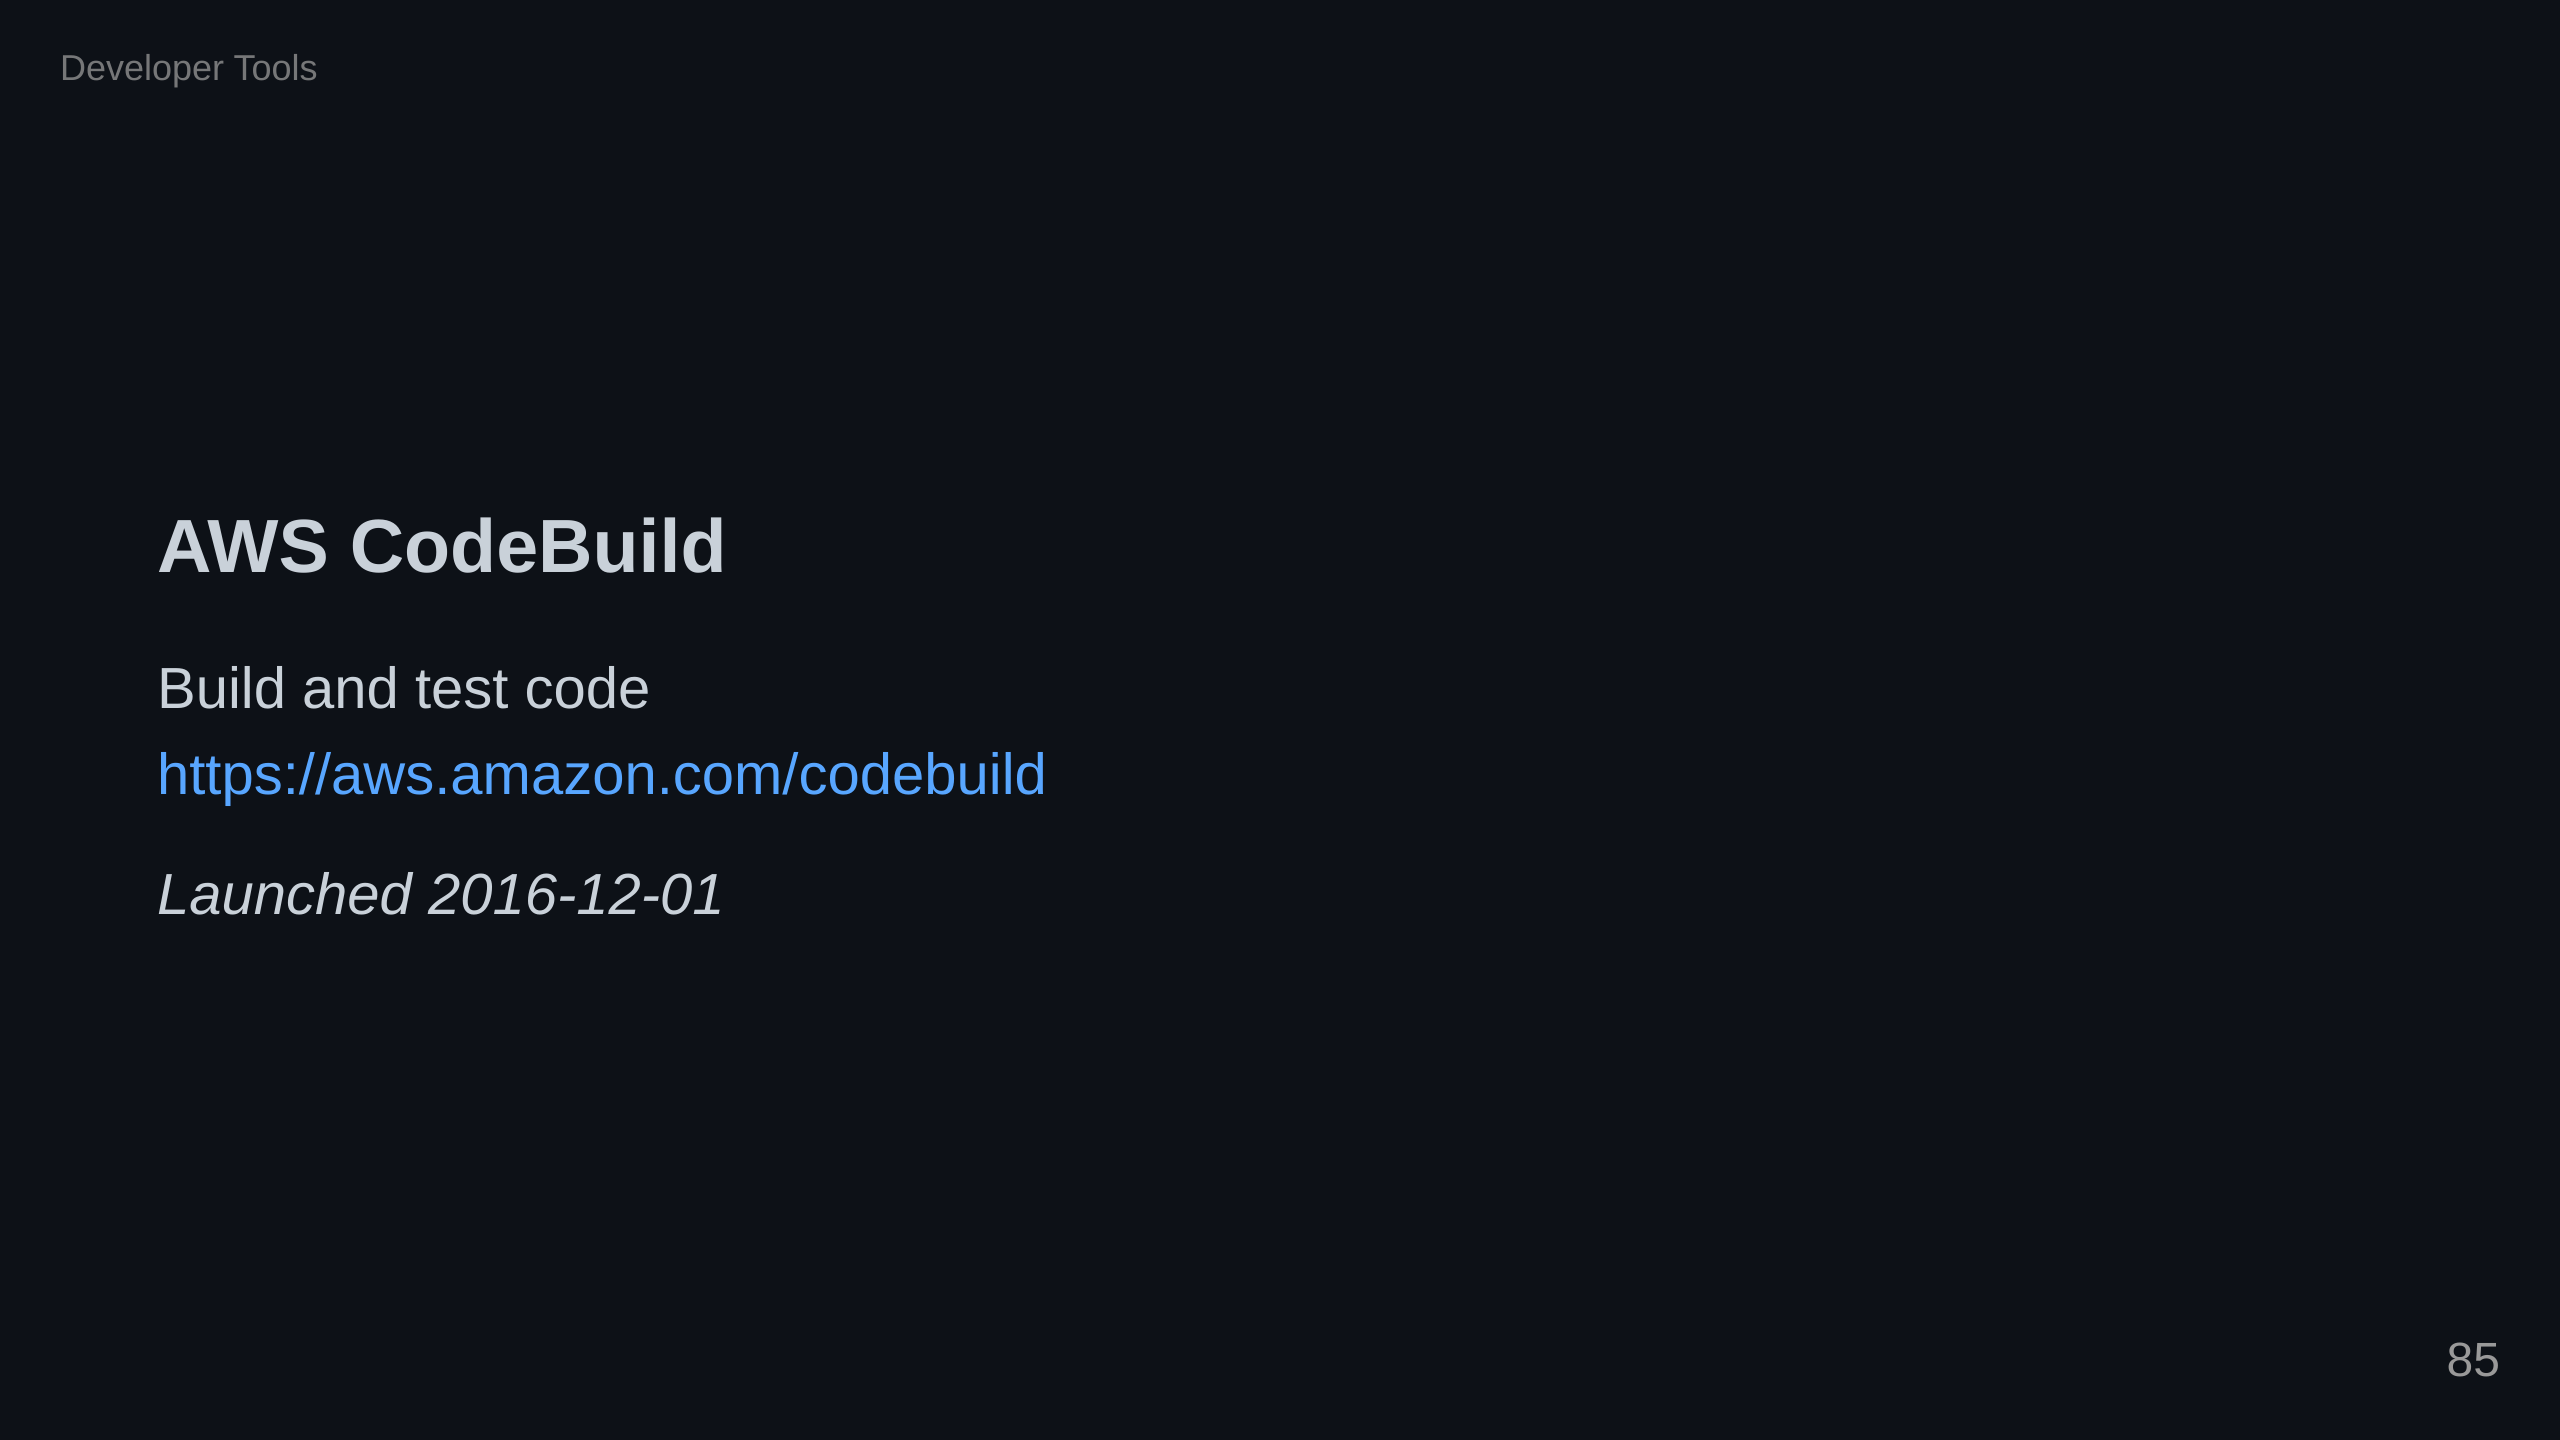 Developer Tools
AWS CodeBuild
Build and test code
https://aws.amazon.com/codebuild
Launched 2016-12-01
85